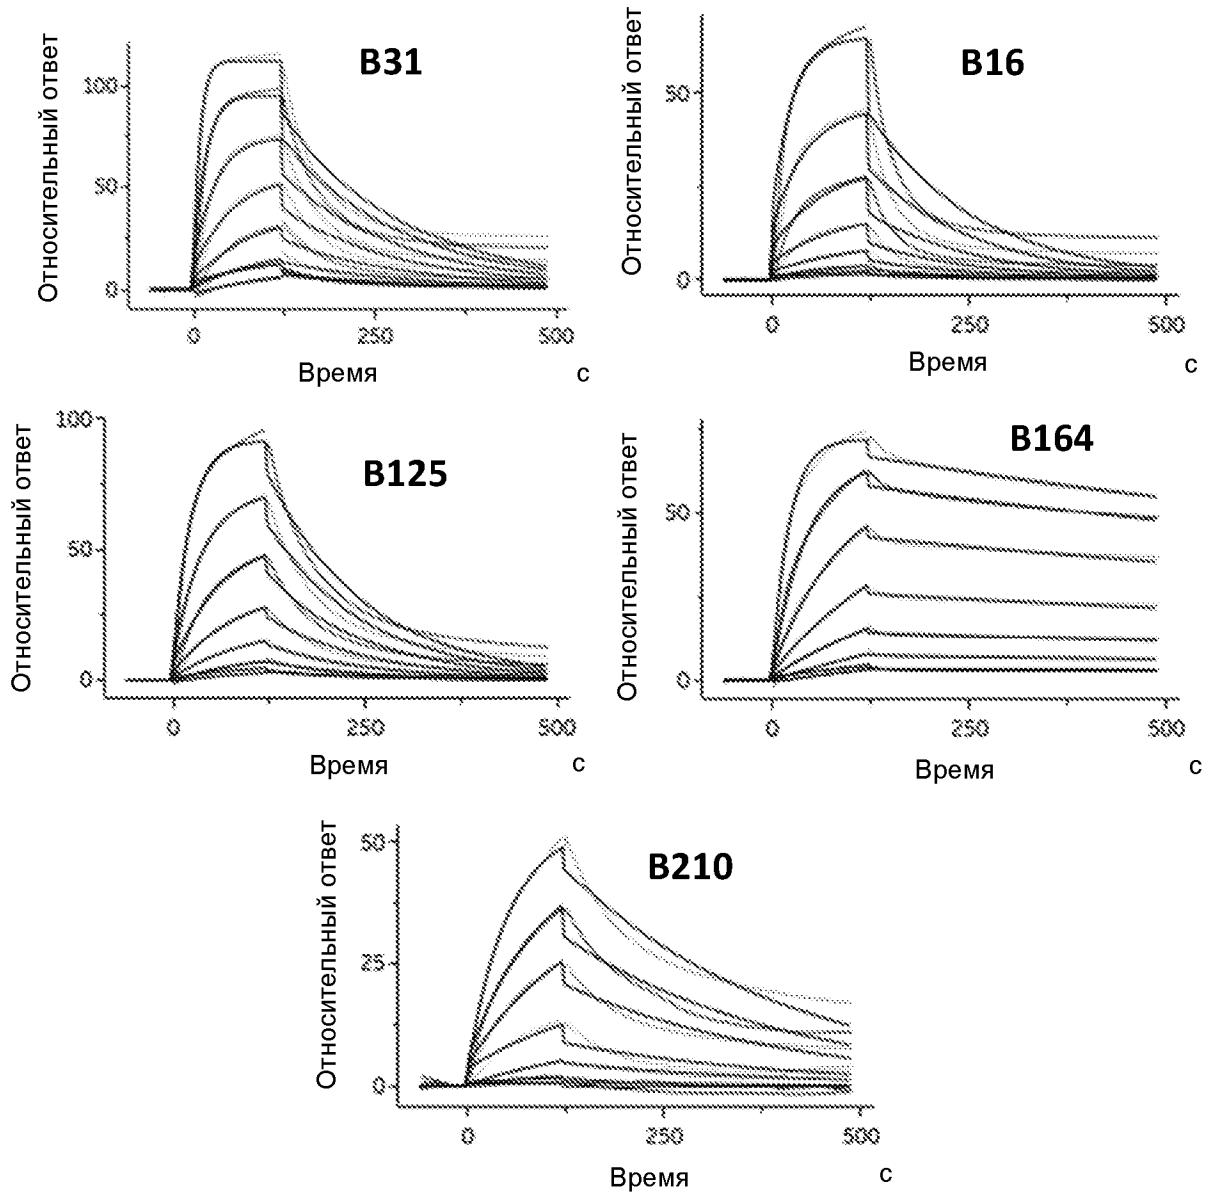 B31
Относительный ответ
100
50
0
0 250 500
Время с
B16
Относительный ответ
50
0
0 250 500
Время с
B125
Относительный ответ
100
50
0
0 250 500
Время с
B164
Относительный ответ
50
0
0 250 500
Время с
B210
Относительный ответ
50
25
0
0 250 500
Время с